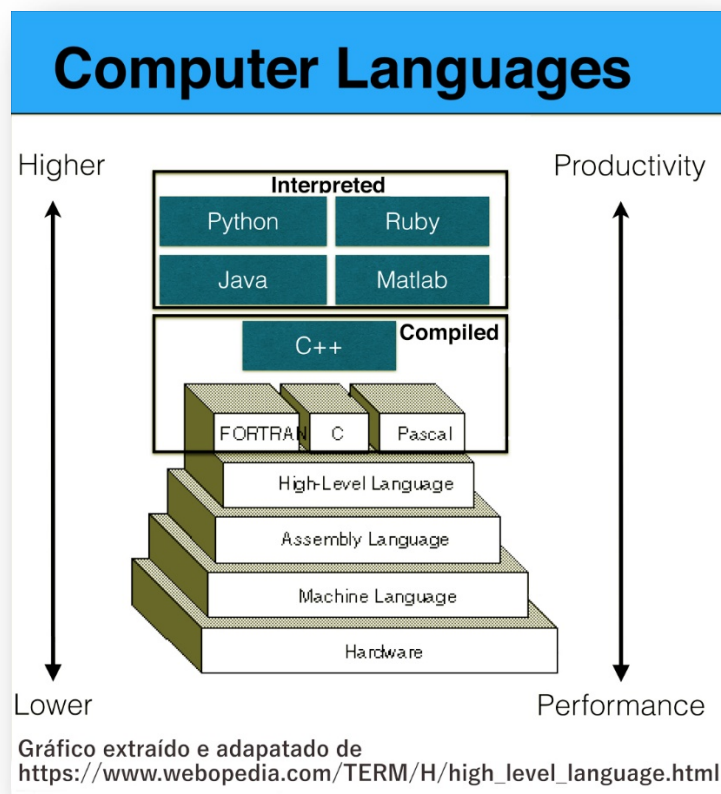 Computer Languages
Higher
Productivity
Interpreted
Python
Ruby
Java
Matlab
Compiled
C++
FORTRAN
C
Pascal
High-Level Language
Assembly Language
Machine Language
Hardware
Lower
Performance
Gráfico extraído e adapatado de
https://www.webopedia.com/TERM/H/high_level_language.html